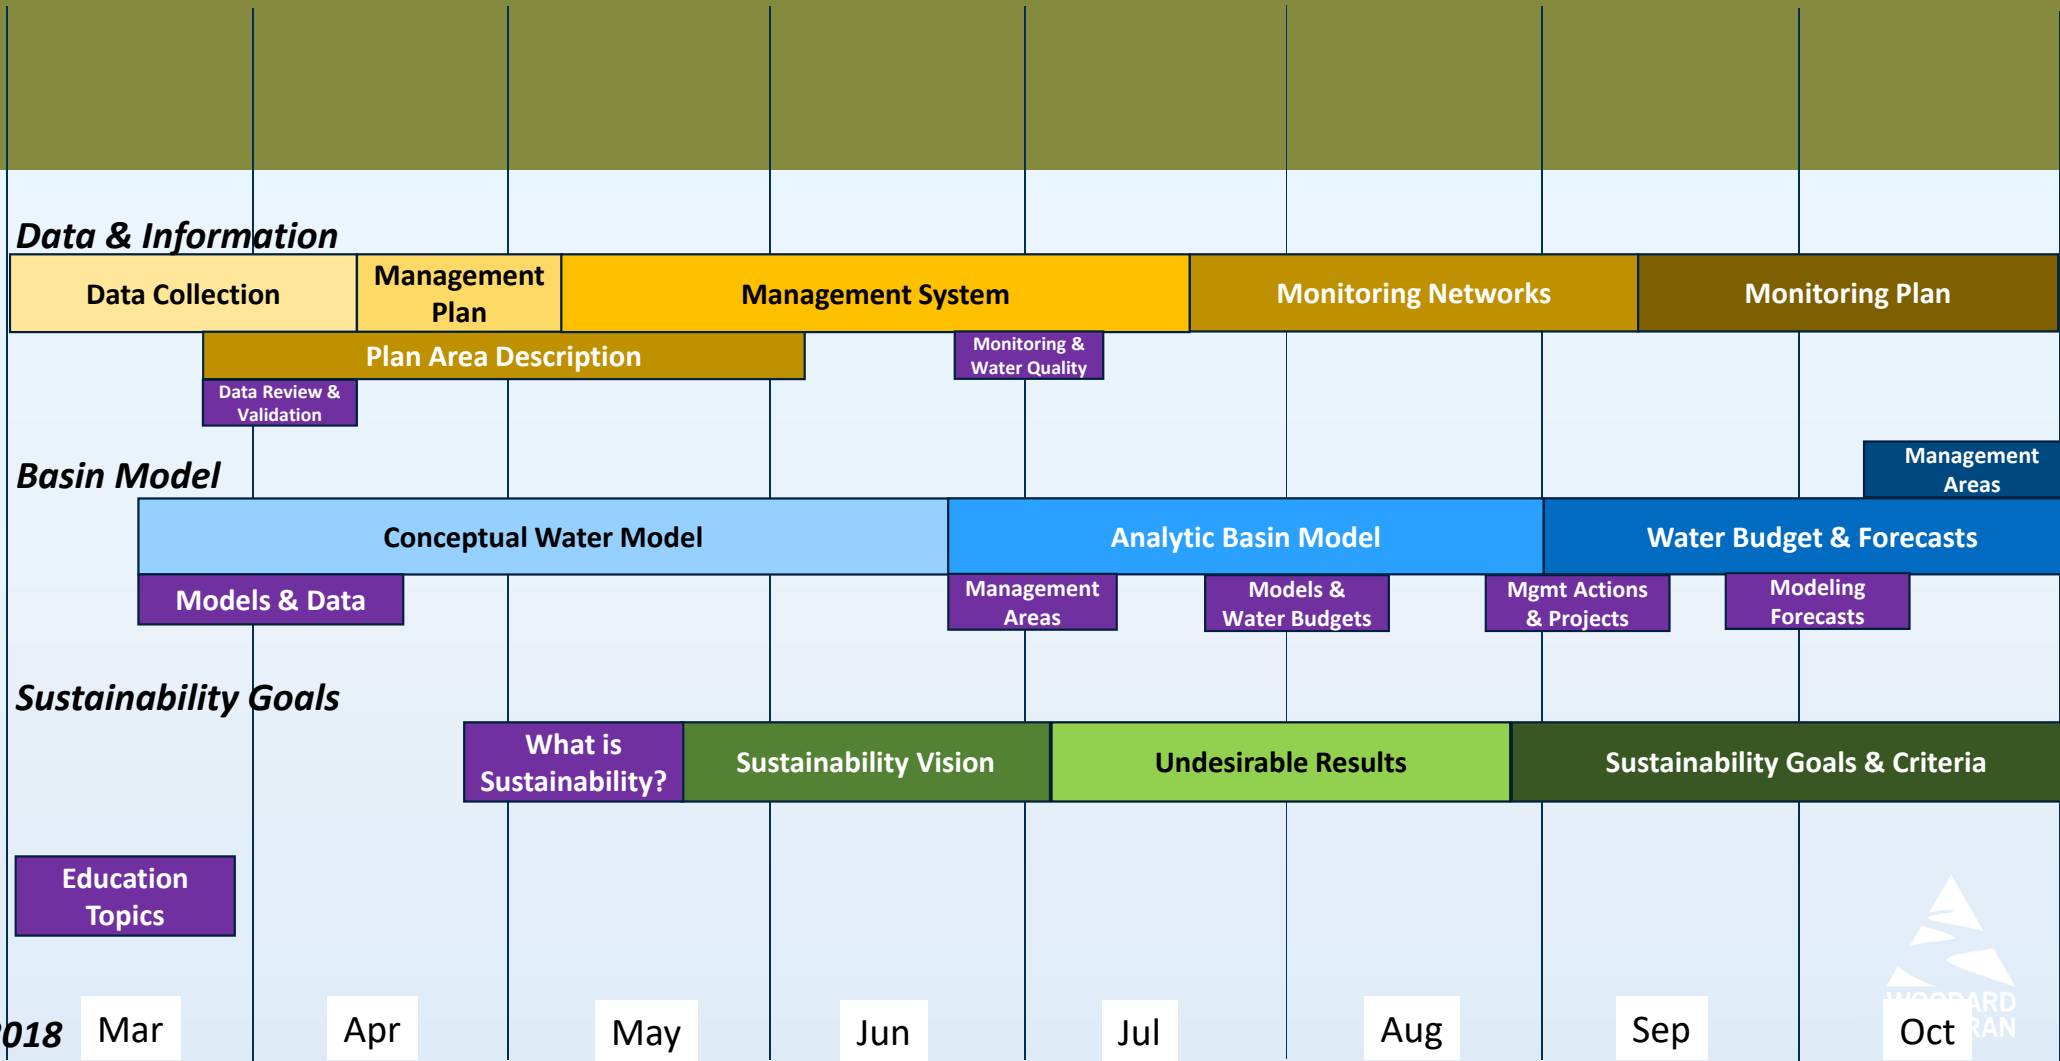 Data & Information
Data Collection
Management
Plan
Management System
Monitoring Networks
Monitoring Plan
Plan Area Description
Monitoring &
Water Quality
Data Review &
Validation
Basin Model
Management
Areas
Conceptual Water Model
Analytic Basin Model
Water Budget & Forecasts
Models & Data
Management
Areas
Models &
Water Budgets
Mgmt Actions
& Projects
Modeling
Forecasts
Sustainability Goals
What is
Sustainability?
Sustainability Vision
Undesirable Results
Sustainability Goals & Criteria
Education
Topics
018 Mar Apr May Jun Jul Aug Sep Oct